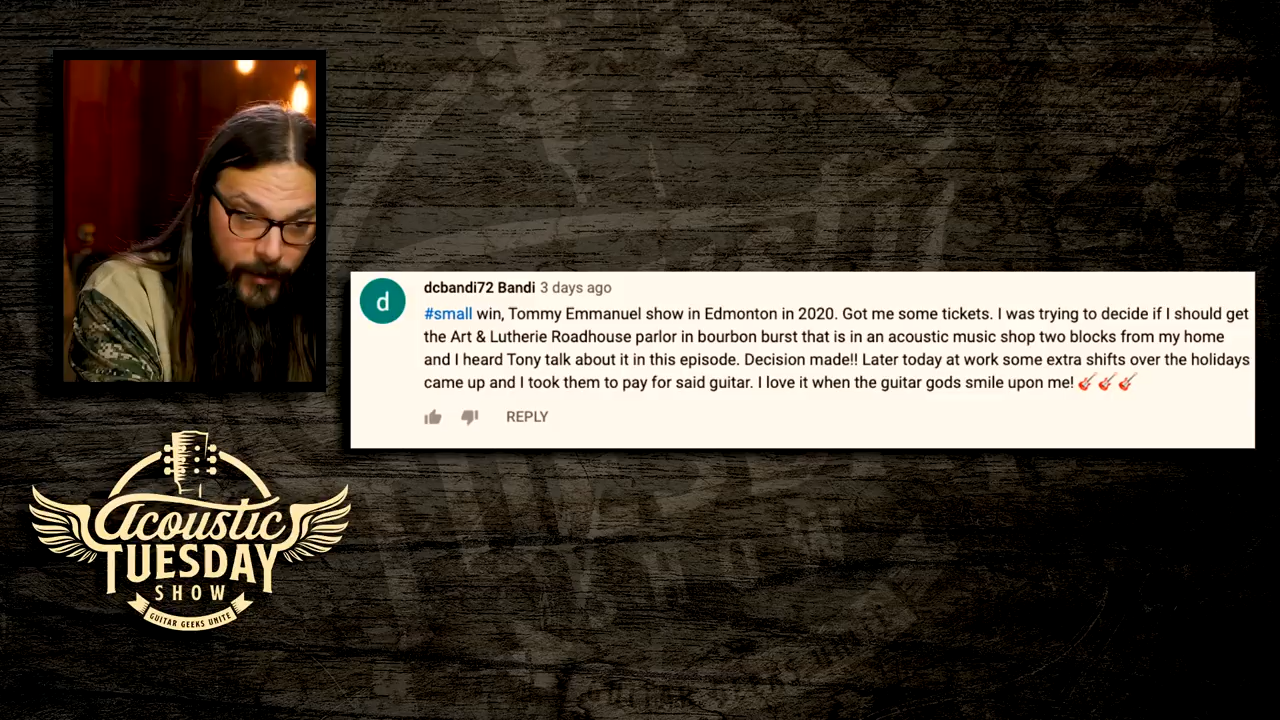 d
dcbandi72 Bandi 3 days ago
#small win, Tommy Emmanuel show in Edmonton in 2020. Got me some tickets. I was trying to decide if I should get
the Art & Lutherie Roadhouse parlor in bourbon burst that is in an acoustic music shop two blocks from my home
and I heard Tony talk about it in this episode. Decision made!! Later today at work some extra shifts over the holidays
came up and I took them to pay for said guitar. I love it when the guitar gods smile upon me! 🎸🎸🎸
REPLY
Acoustic
TUESDAY
SHOW
GUITAR GEEKS UNITE